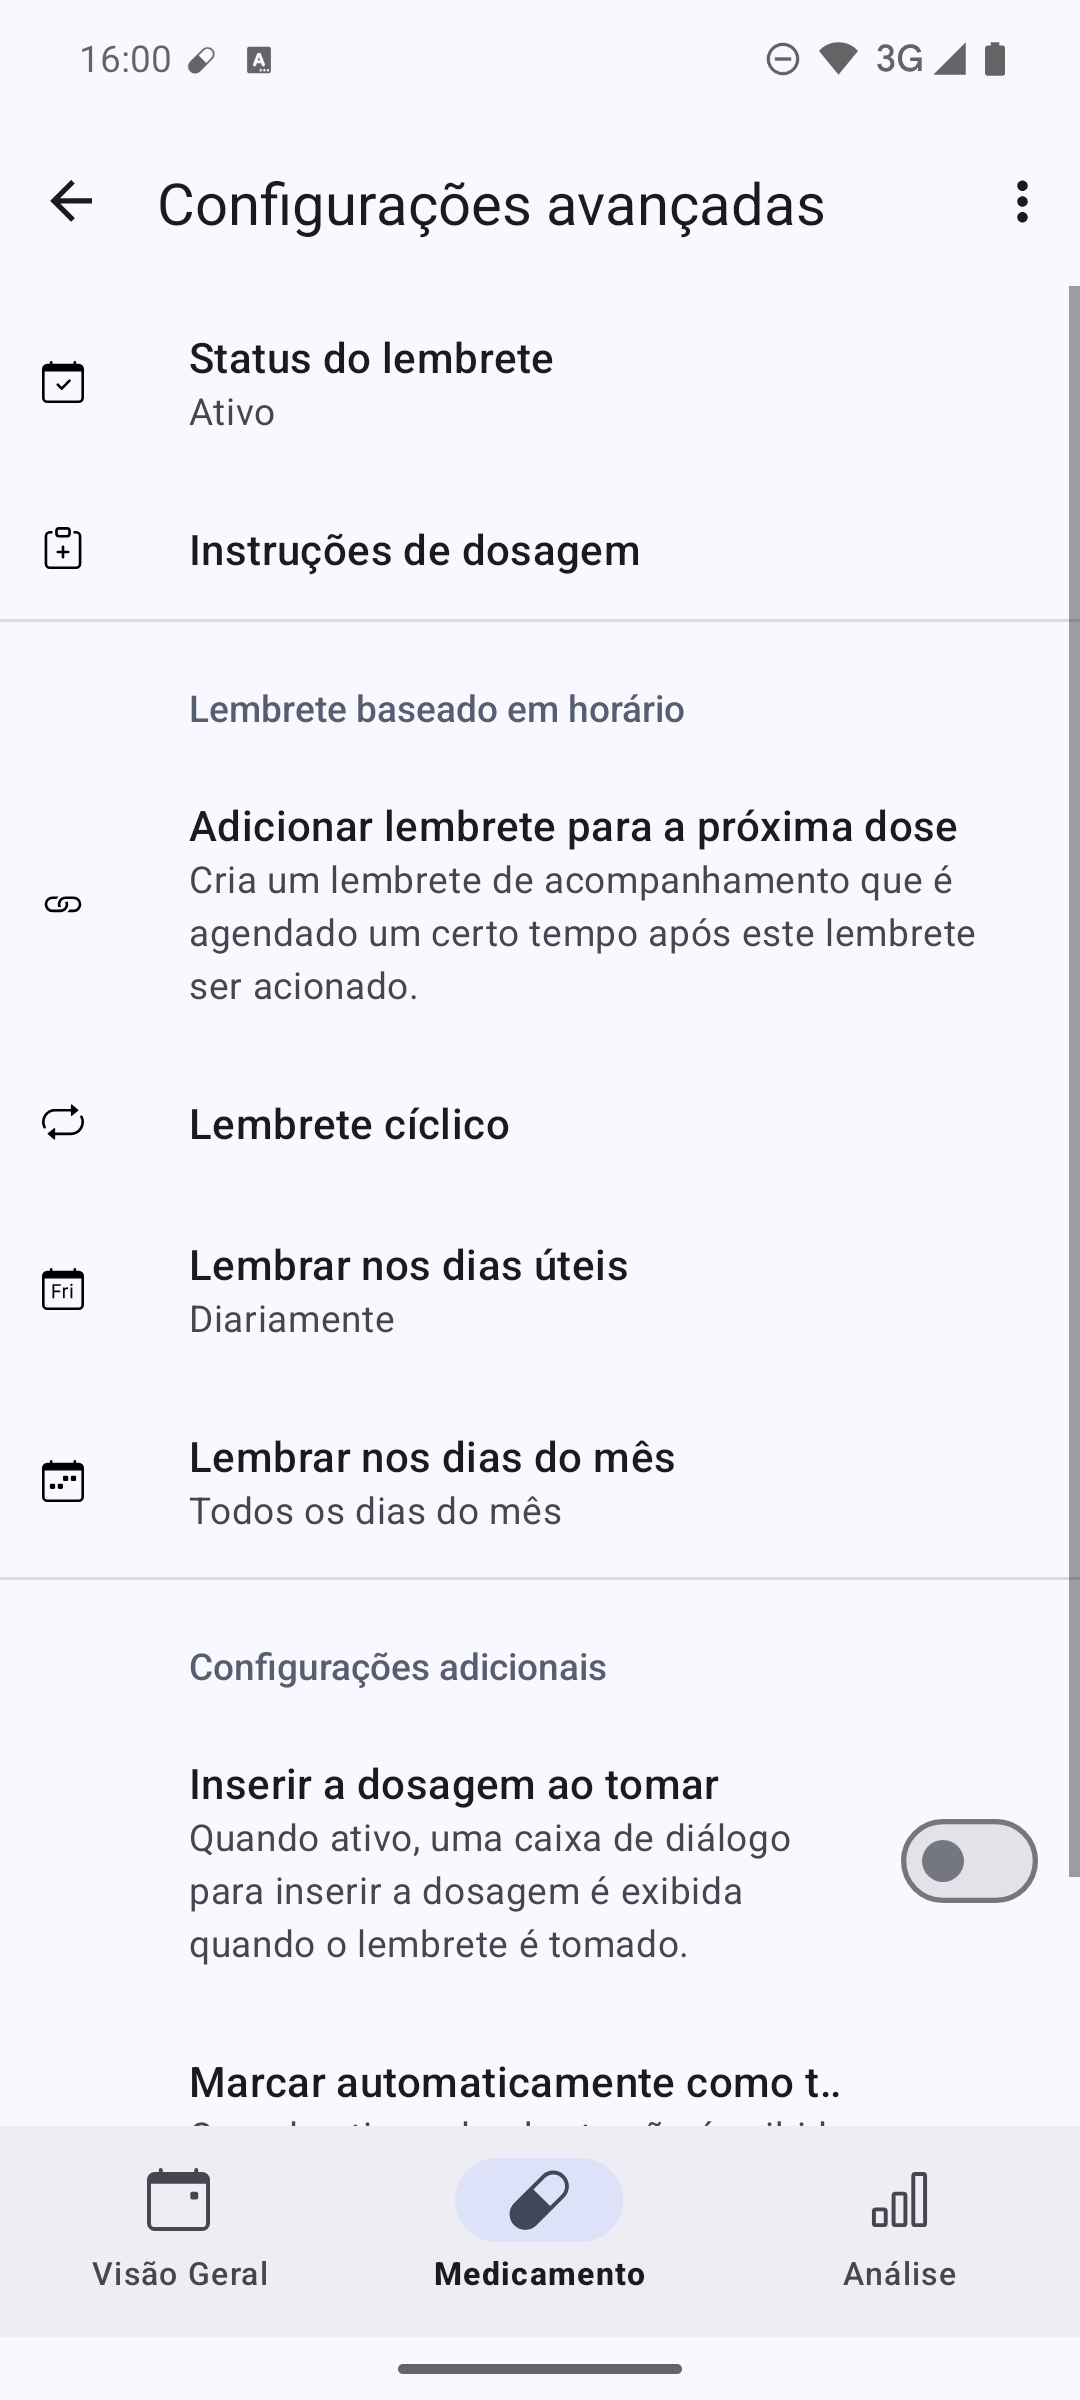 16:00
3G
Configurações avançadas
Status do lembrete
Ativo
Instruções de dosagem
Lembrete baseado em horário
Adicionar lembrete para a próxima dose
Cria um lembrete de acompanhamento que é
agendado um certo tempo após este lembrete
ser acionado.
Lembrete cíclico
Fri
Lembrar nos dias úteis
Diariamente
Lembrar nos dias do mês
Todos os dias do mês
Configurações adicionais
Inserir a dosagem ao tomar
Quando ativo, uma caixa de diálogo
para inserir a dosagem é exibida
quando o lembrete é tomado.
Marcar automaticamente como t..
Visão Geral
Medicamento
Análise